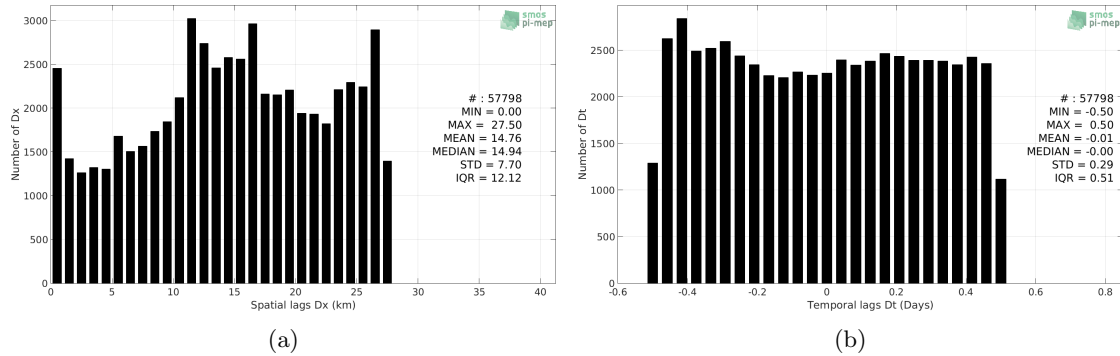 smos
pi-mep
3000
2500
2000
1500
1000
500
0
Number of Dx
# : 57798
MIN = 0.00
MAX = 27.50
MEAN = 14.76
MEDIAN = 14.94
STD = 7.70
IQR = 12.12
0 5 10 15 20 25 30 35 40
Spatial lags Dx (km)
(a)
smos
pi-mep
2500
2000
1500
1000
500
0
Number of Dt
# : 57798
MIN = -0.50
MAX = 0.50
MEAN = -0.01
MEDIAN = -0.00
STD = 0.29
IQR = 0.51
-0.6 -0.4 -0.2 0 0.2 0.4 0.6 0.8
Temporal lags Dt (Days)
(b)